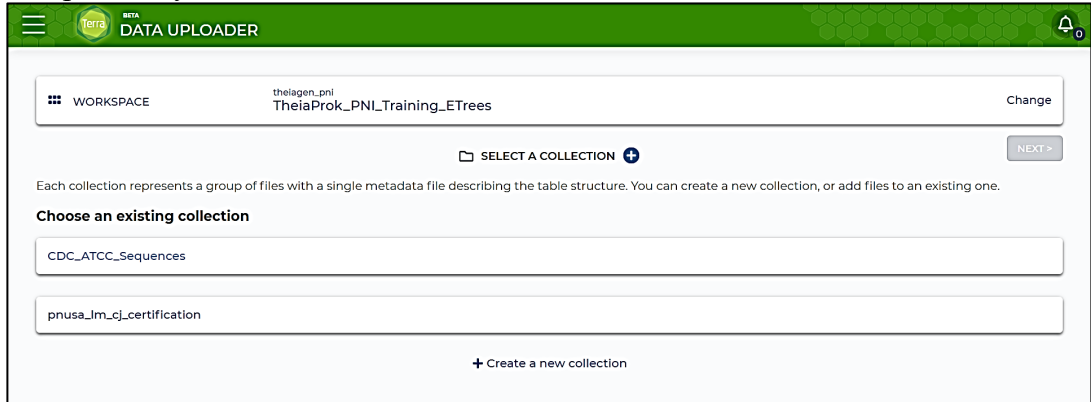 Terra
BETA
DATA UPLOADER
0
WORKSPACE
theiagen_pni
TheiaProk_PNI_Training_ETrees
Change
SELECT A COLLECTION
NEXT >
Each collection represents a group of files with a single metadata file describing the table structure. You can create a new collection, or add files to an existing one.
Choose an existing collection
CDC_ATCC_Sequences
pnusa_lm_cj_certification
+ Create a new collection